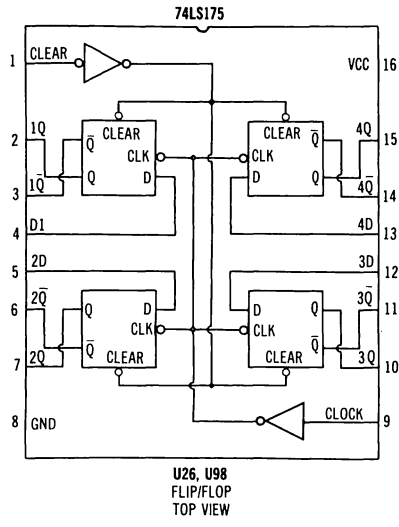 74LS175
1 CLEAR VCC 16
CLEAR CLEAR
2 1Q Q̅ CLK CLK Q̅ 4Q 15
3 1Q̅ Q D D Q 4Q̅ 14
4 D1 4D 13
5 2D 3D 12
6 2Q̅ Q D D Q̅ 3Q̅ 11
7 2Q Q̅ CLK CLK Q 3Q 10
CLEAR CLEAR
8 GND CLOCK 9
U26, U98
FLIP/FLOP
TOP VIEW